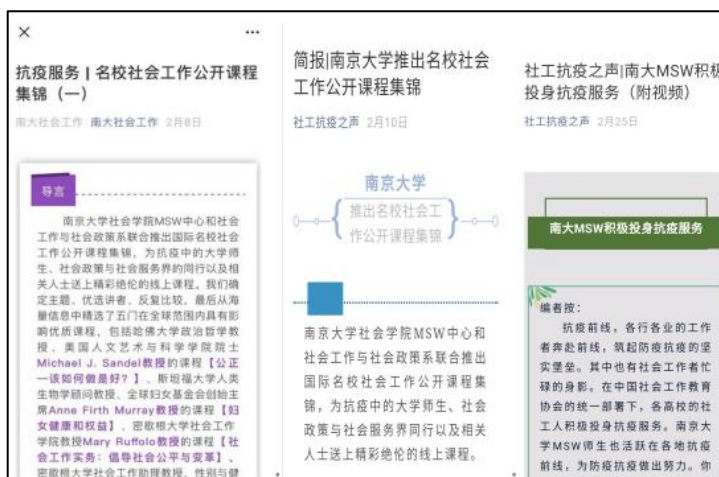 抗疫服务 | 名校社会工作公开课程
集锦（一）
南大社会工作 南大社会工作 2月8日
导言
南京大学社会学院MSW中心和社会
工作与社会政策系联合推出国际名校社会
工作公开课程集锦，为抗疫中的大学师
生、社会政策与社会服务界的同行以及相
关人士送上精彩绝伦的线上课程。我们确
定主题、优选讲者、反复比较，最后从海
量信息中精选了五门在全球范围内具有影
响优质课程，包括哈佛大学政治哲学教
授、美国人文艺术与科学学院院士
Michael J. Sandel教授的课程【公正
—该如何做是好？】、斯坦福大学人类
生物学顾问教授、全球妇女基金会创始主
席Anne Firth Murray教授的课程【妇
女健康和权益】、密歇根大学社会工作
学院教授Mary Ruffolo教授的课程【社
会工作实务：倡导社会公平与变革】、
密歇根大学社会工作助理教授、性别与健
简报|南京大学推出名校社会
工作公开课程集锦
社工抗疫之声 2月10日
南京大学
推出名校社会工
作公开课程集锦
南京大学社会学院MSW中心和
社会工作与社会政策系联合推出
国际名校社会工作公开课程集
锦，为抗疫中的大学师生、社会
政策与社会服务界同行以及相关
人士送上精彩绝伦的线上课程。
社工抗疫之声|南大MSW积极
投身抗疫服务（附视频）
社工抗疫之声 2月25日
南大MSW积极投身抗疫服务
编者按：
抗疫前线，各行各业的工作
者奔赴前线，筑起防疫抗疫的坚
实堡垒。其中也有社会工作者忙
碌的身影。在中国社会工作教育
协会的统一部署下，各高校的社
工人积极投身抗疫服务。南京大
学MSW师生也活跃在各地抗疫
前线，为防疫抗疫做出努力。你